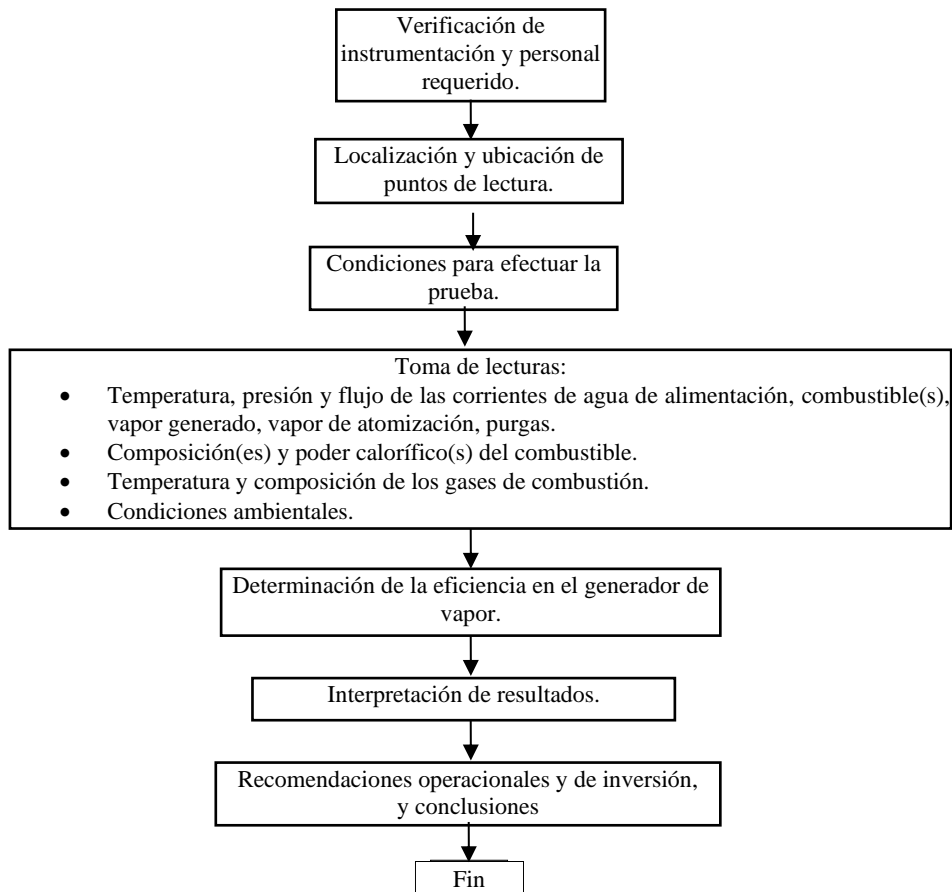 Verificación de
instrumentación y personal
requerido.
Localización y ubicación de
puntos de lectura.
Condiciones para efectuar la
prueba.
Toma de lecturas:
• Temperatura, presión y flujo de las corrientes de agua de alimentación, combustible(s),
vapor generado, vapor de atomización, purgas.
• Composición(es) y poder calorífico(s) del combustible.
• Temperatura y composición de los gases de combustión.
• Condiciones ambientales.
Determinación de la eficiencia en el generador de
vapor.
Interpretación de resultados.
Recomendaciones operacionales y de inversión,
y conclusiones
Fin